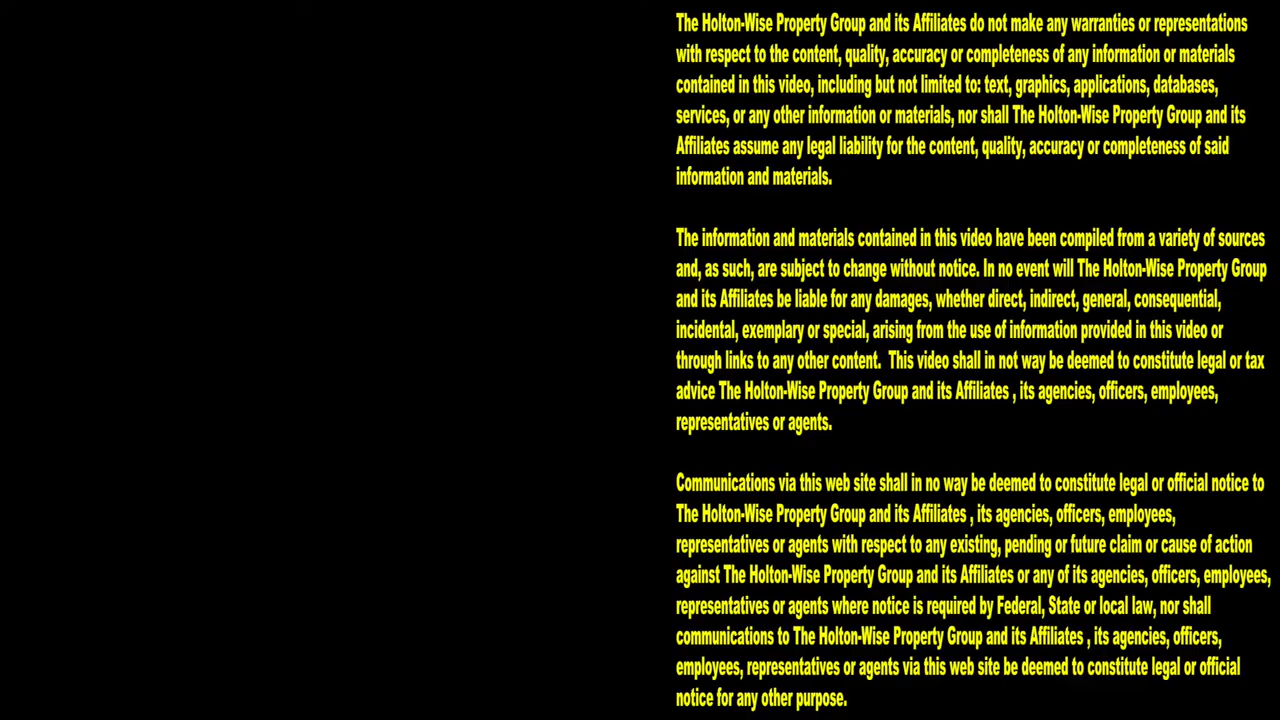 The Holton-Wise Property Group and its Affiliates do not make any warranties or representations
with respect to the content, quality, accuracy or completeness of any information or materials
contained in this video, including but not limited to: text, graphics, applications, databases,
services, or any other information or materials, nor shall The Holton-Wise Property Group and its
Affiliates assume any legal liability for the content, quality, accuracy or completeness of said
information and materials.
The information and materials contained in this video have been compiled from a variety of sources
and, as such, are subject to change without notice. In no event will The Holton-Wise Property Group
and its Affiliates be liable for any damages, whether direct, indirect, general, consequential,
incidental, exemplary or special, arising from the use of information provided in this video or
through links to any other content.  This video shall in not way be deemed to constitute legal or tax
advice The Holton-Wise Property Group and its Affiliates , its agencies, officers, employees,
representatives or agents.
Communications via this web site shall in no way be deemed to constitute legal or official notice to
The Holton-Wise Property Group and its Affiliates , its agencies, officers, employees,
representatives or agents with respect to any existing, pending or future claim or cause of action
against The Holton-Wise Property Group and its Affiliates or any of its agencies, officers, employees,
representatives or agents where notice is required by Federal, State or local law, nor shall
communications to The Holton-Wise Property Group and its Affiliates , its agencies, officers,
employees, representatives or agents via this web site be deemed to constitute legal or official
notice for any other purpose.